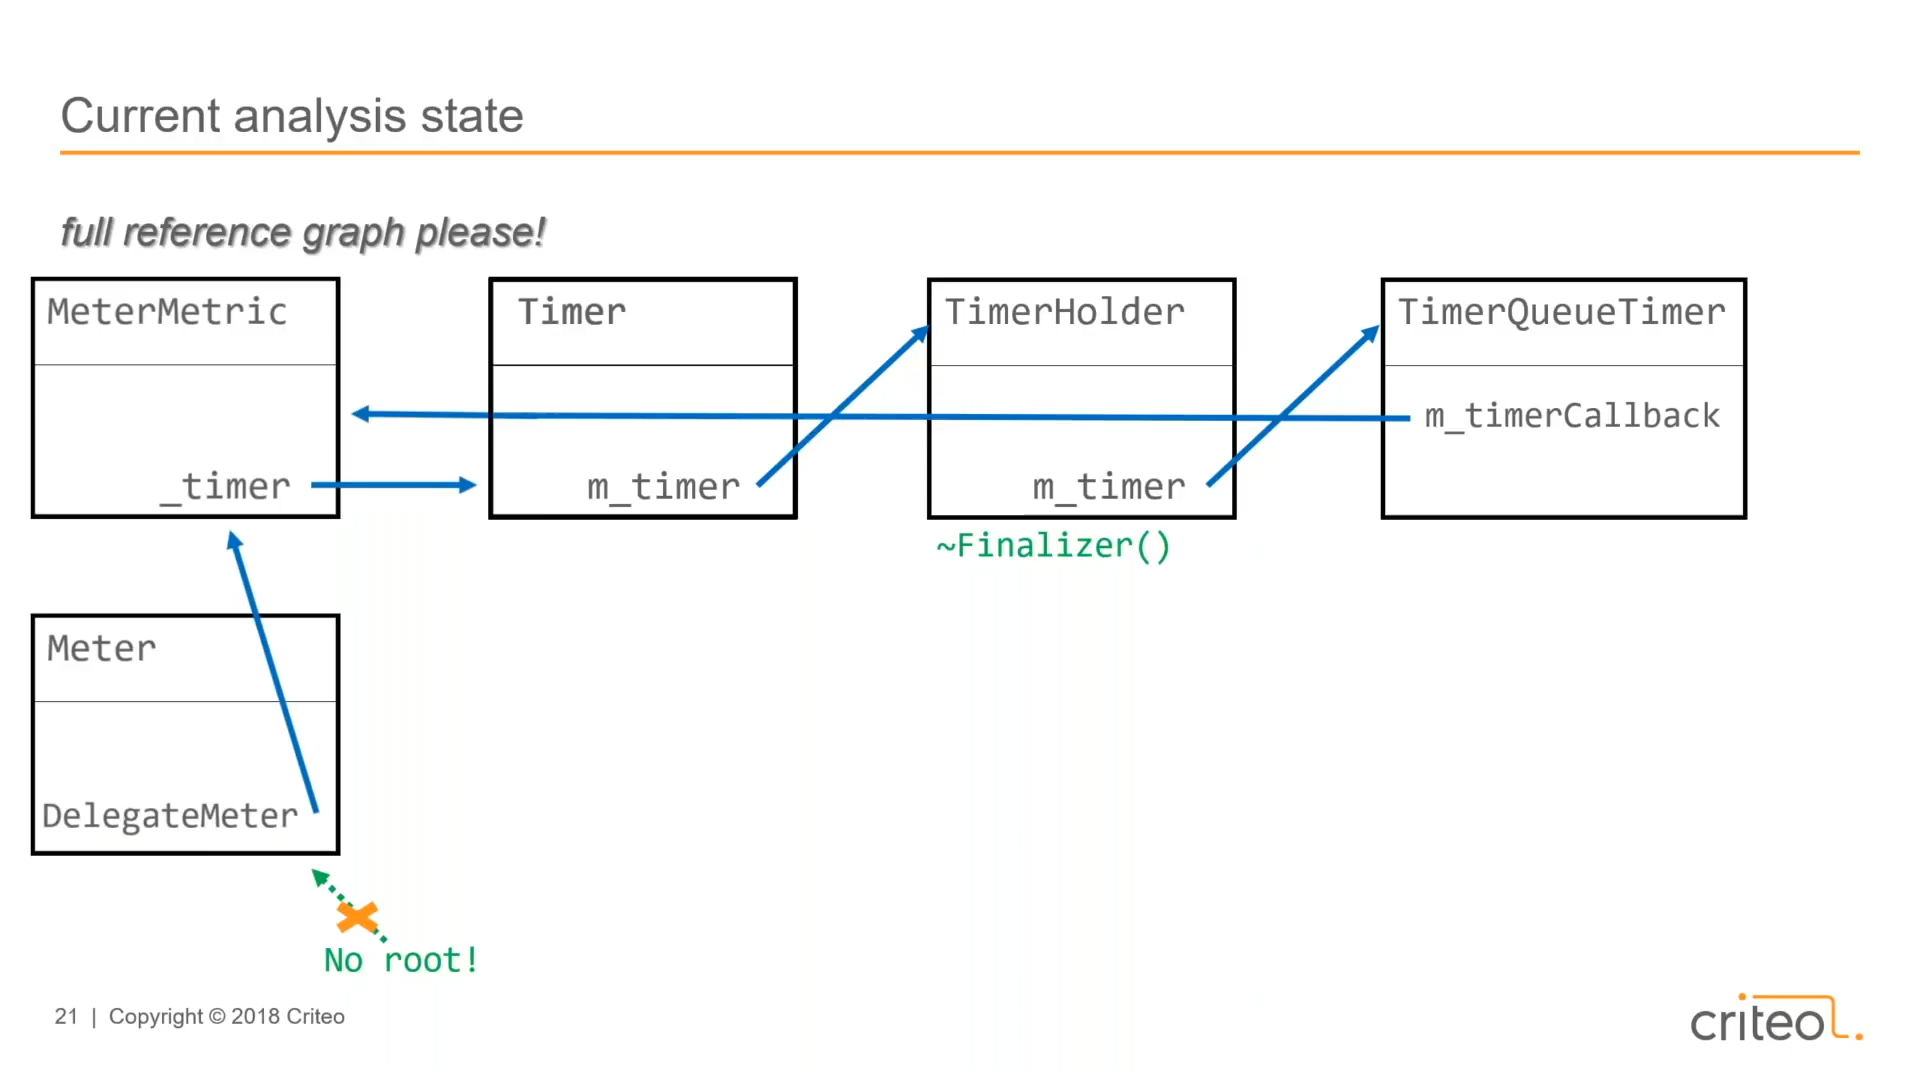 Current analysis state
full reference graph please!
MeterMetric
Timer
TimerHolder
TimerQueueTimer
m_timerCallback
_timer
m_timer
m_timer
~Finalizer()
Meter
DelegateMeter
No root!
21 | Copyright © 2018 Criteo
criteo